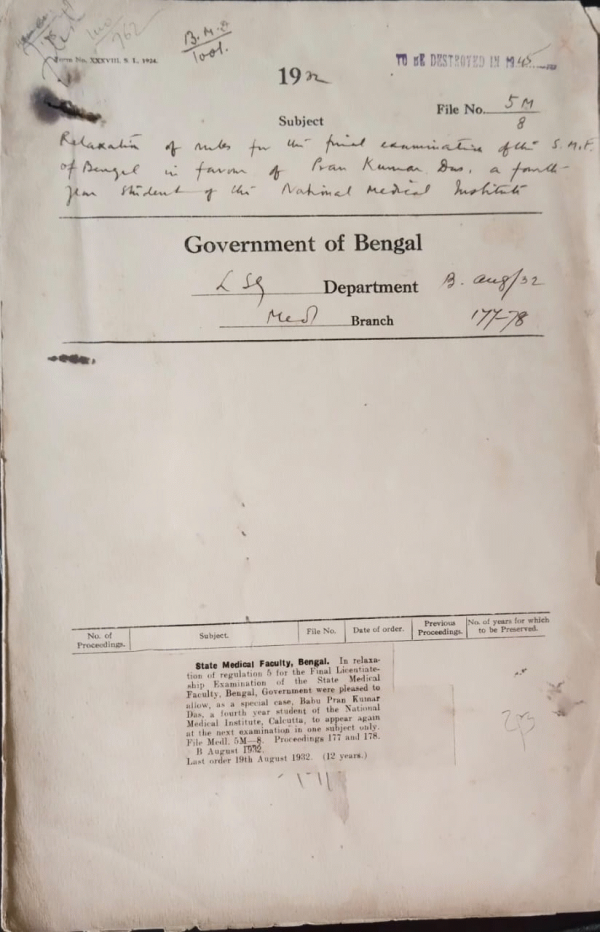 B.M.A
1001.
Form No. XXXVIII. S I, 1924.
TO BE DESTROYED IN 1945
1932
File No. 5M/8
Subject
Relaxation of rules for the final examination of the S. M. F.
of Bengal in favour of Pran Kumar Das, a fourth
year student of the National Medical Institute
Government of Bengal
L S G Department B. Aug/32
Med Branch 177-78
No. of Proceedings. Subject. File No. Date of order. Previous Proceedings. No. of years for which to be Preserved.
State Medical Faculty, Bengal. In relaxa-
tion of regulation 5 for the Final Licentiate-
ship Examination of the State Medical
Faculty, Bengal, Government were pleased to
allow, as a special case, Babu Pran Kumar
Das, a fourth year student of the National
Medical Institute, Calcutta, to appear again
at the next examination in one subject only.
File Medl. 5M—8. Proceedings 177 and 178.
B August 1932.
Last order 19th August 1932. (12 years.)